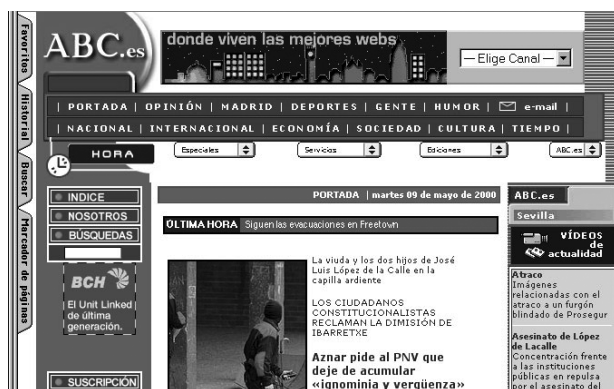 Favoritos
Historial
Buscar
Marcador de páginas
ABC.es
donde viven las mejores webs
— Elige Canal —
| PORTADA | OPINIÓN | MADRID | DEPORTES | GENTE | HUMOR | e-mail |
| NACIONAL | INTERNACIONAL | ECONOMÍA | SOCIEDAD | CULTURA | TIEMPO |
HORA
Especiales
Servicios
Ediciones
ABC.es
INDICE
NOSOTROS
BÚSQUEDAS
BCH
El Unit Linked
de última
generación.
SUSCRIPCIÓN
PORTADA | martes 09 de mayo de 2000
ÚLTIMA HORA Siguen las evacuaciones en Freetown
La viuda y los dos hijos de José
Luis López de la Calle en la
capilla ardiente
LOS CIUDADANOS
CONSTITUCIONALISTAS
RECLAMAN LA DIMISIÓN DE
IBARRETXE
Aznar pide al PNV que
deje de acumular
«ignominia y vergüenza»
ABC.es
Sevilla
VÍDEOS
de
actualidad
Atraco
Imágenes
relacionadas con el
atraco a un furgón
blindado de Prosegur
Asesinato de López
de Lacalle
Concentración frente
a las instituciones
públicas en repulsa
por el asesinato de